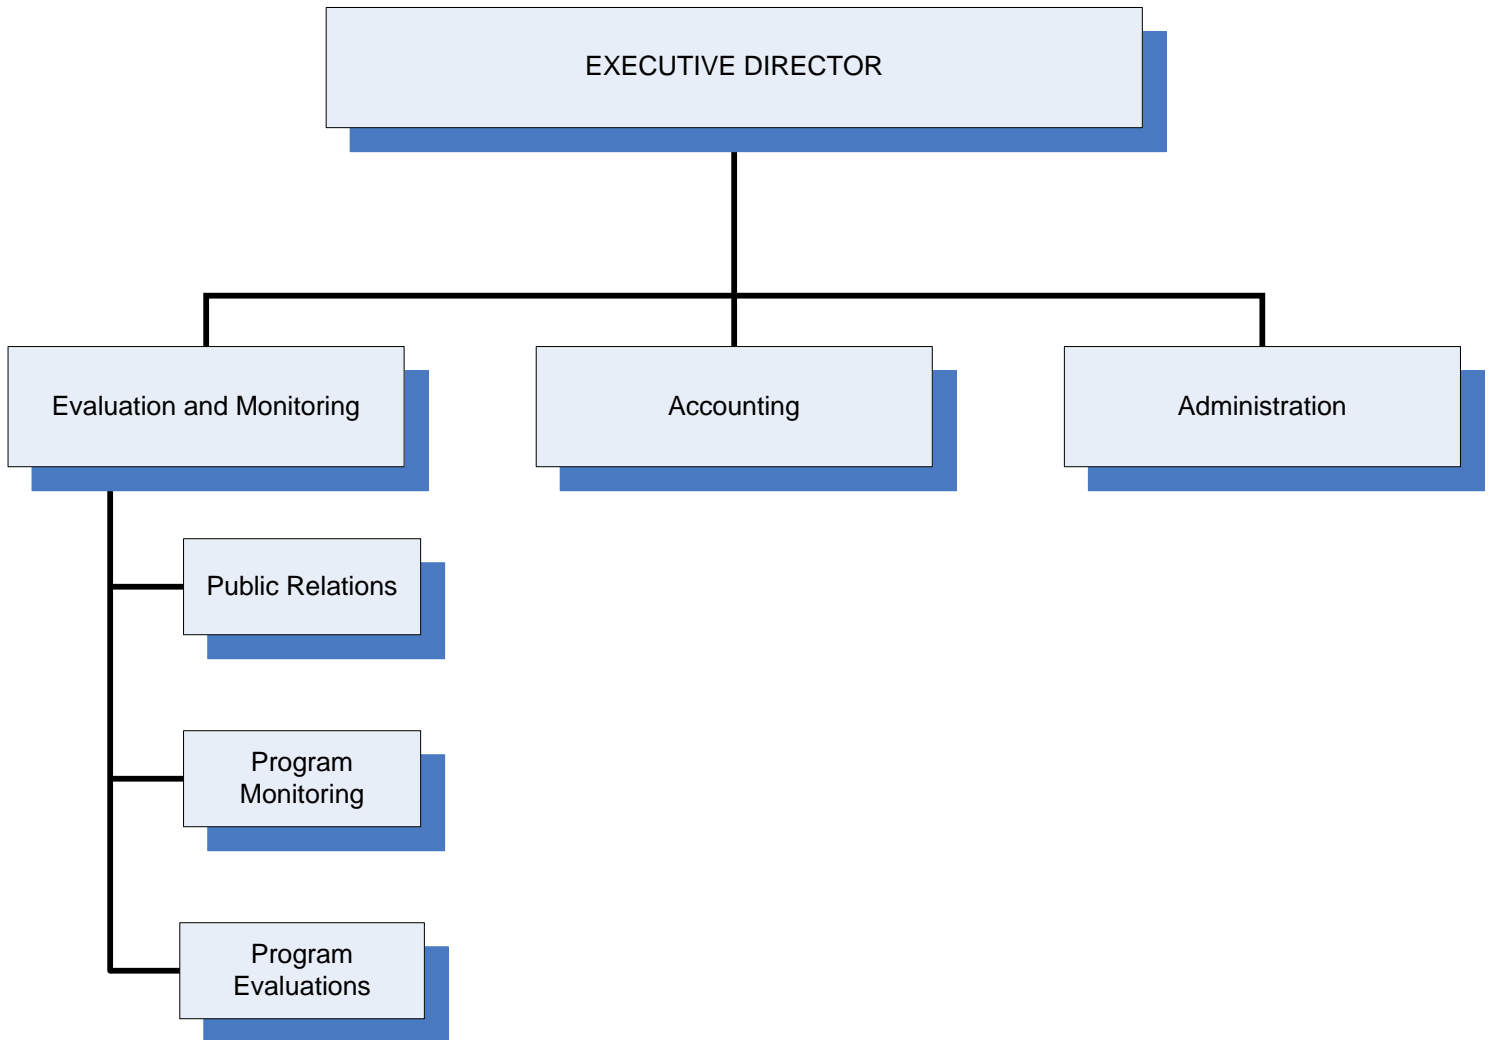 EXECUTIVE DIRECTOR
Evaluation and Monitoring
Accounting
Administration
Public Relations
Program
Monitoring
Program
Evaluations